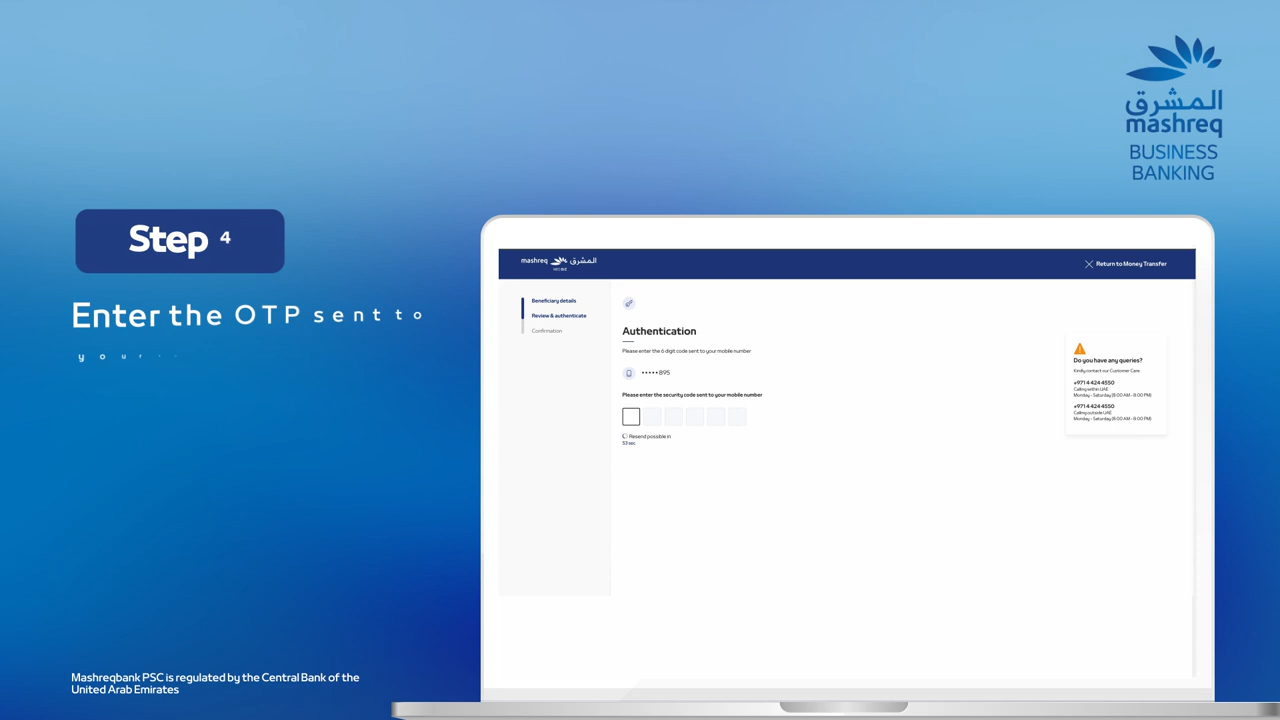 المشرق
mashreq
BUSINESS
BANKING
Step 4
Enter the OTP sent to
your
mashreq المشرق
NEOBIZ
Return to Money Transfer
Beneficiary details
Review & authenticate
Confirmation
Authentication
Please enter the 6 digit code sent to your mobile number
•••••895
Please enter the security code sent to your mobile number
Resend possible in
53 sec
Do you have any queries?
Kindly contact our Customer Care.
+971 4 424 4550
Calling within UAE
Monday - Saturday (8:00 AM - 8:00 PM)
+971 4 424 4550
Calling outside UAE
Monday - Saturday (8:00 AM - 8:00 PM)
Mashreqbank PSC is regulated by the Central Bank of the
United Arab Emirates